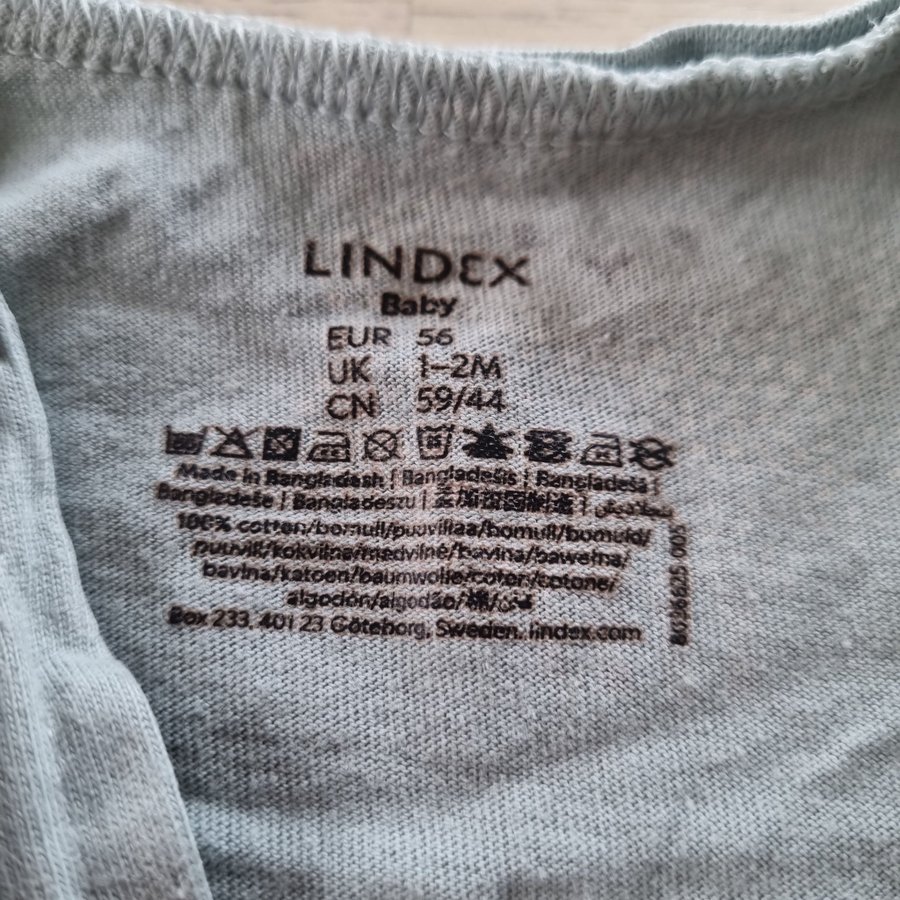 LINDEX
Baby
EUR 56
UK 1–2M
CN 59/44
Made in Bangladesh | Bangladešis | Bangladeša |
Bangladeše | Bangladeszu |
100% cotton/bomull/puuvillaa/bomull/bomuld/
puuvill/kokvilna/medvilnė/bavlna/bawełna/
bavlna/katoen/baumwolle/coton/cotone/
algodón/algodão/棉/
Box 233, 401 23 Göteborg, Sweden. lindex.com